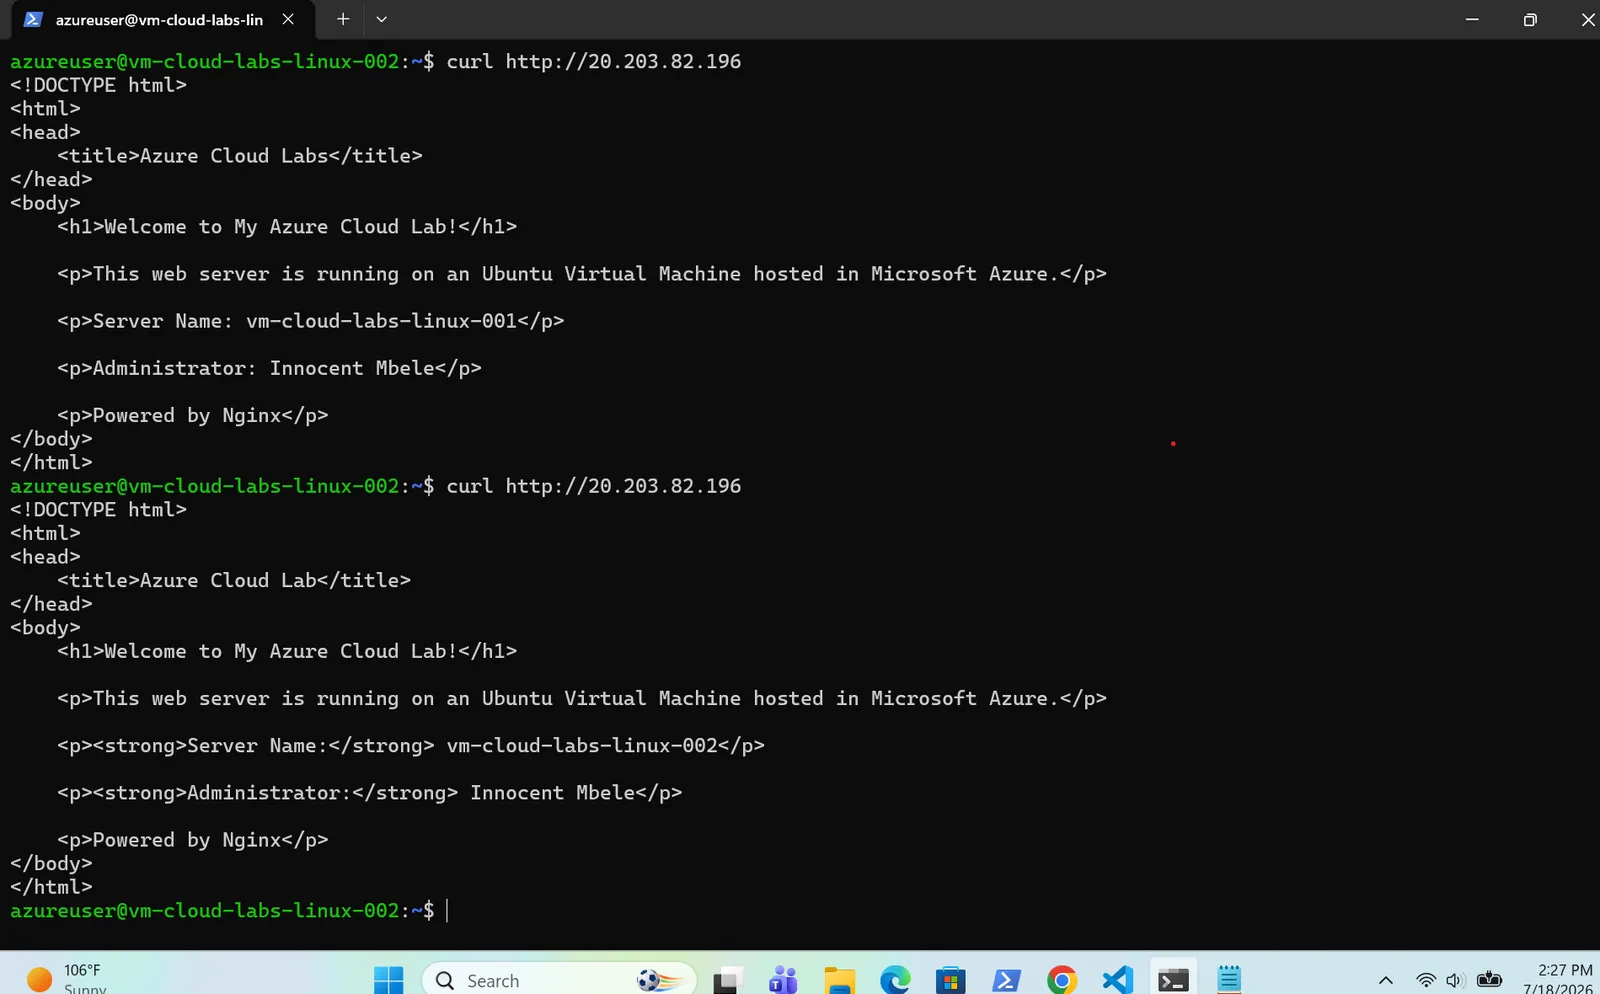 azureuser@vm-cloud-labs-lin
azureuser@vm-cloud-labs-linux-002:~$ curl http://20.203.82.196
<!DOCTYPE html>
<html>
<head>
    <title>Azure Cloud Labs</title>
</head>
<body>
    <h1>Welcome to My Azure Cloud Lab!</h1>
    <p>This web server is running on an Ubuntu Virtual Machine hosted in Microsoft Azure.</p>
    <p>Server Name: vm-cloud-labs-linux-001</p>
    <p>Administrator: Innocent Mbele</p>
    <p>Powered by Nginx</p>
</body>
</html>
azureuser@vm-cloud-labs-linux-002:~$ curl http://20.203.82.196
<!DOCTYPE html>
<html>
<head>
    <title>Azure Cloud Lab</title>
</head>
<body>
    <h1>Welcome to My Azure Cloud Lab!</h1>
    <p>This web server is running on an Ubuntu Virtual Machine hosted in Microsoft Azure.</p>
    <p><strong>Server Name:</strong> vm-cloud-labs-linux-002</p>
    <p><strong>Administrator:</strong> Innocent Mbele</p>
    <p>Powered by Nginx</p>
</body>
</html>
azureuser@vm-cloud-labs-linux-002:~$
106°F
Sunny
Search
2:27 PM
7/18/2026